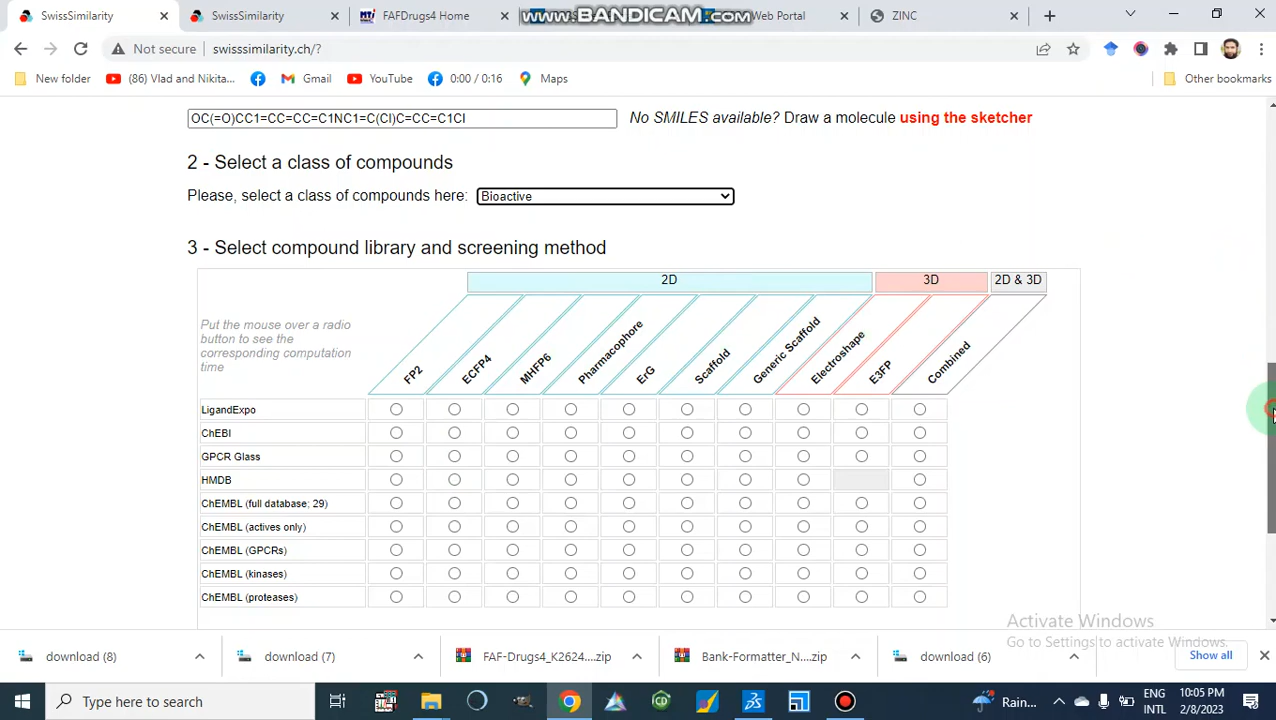 SwissSimilarity
SwissSimilarity
FAFDrugs4 Home
www.BANDICAM.com
Web Portal
ZINC
Not secure
swisssimilarity.ch/?
New folder
(86) Vlad and Nikita...
Gmail
YouTube
0:00 / 0:16
Maps
Other bookmarks
OC(=O)CC1=CC=CC=C1NC1=C(Cl)C=CC=C1Cl
No SMILES available? Draw a molecule using the sketcher
2 - Select a class of compounds
Please, select a class of compounds here: Bioactive
3 - Select compound library and screening method
2D
3D
2D & 3D
Put the mouse over a radio
button to see the
corresponding computation
time
FP2
ECFP4
MHFP6
Pharmacophore
ErG
Scaffold
Generic Scaffold
Electroshape
E3FP
Combined
LigandExpo
ChEBI
GPCR Glass
HMDB
ChEMBL (full database; 29)
ChEMBL (actives only)
ChEMBL (GPCRs)
ChEMBL (kinases)
ChEMBL (proteases)
Activate Windows
Go to Settings to activate Windows.
download (8)
download (7)
FAF-Drugs4_K2624....zip
Bank-Formatter_N....zip
download (6)
Show all
Type here to search
Rain...
ENG
INTL
10:05 PM
2/8/2023